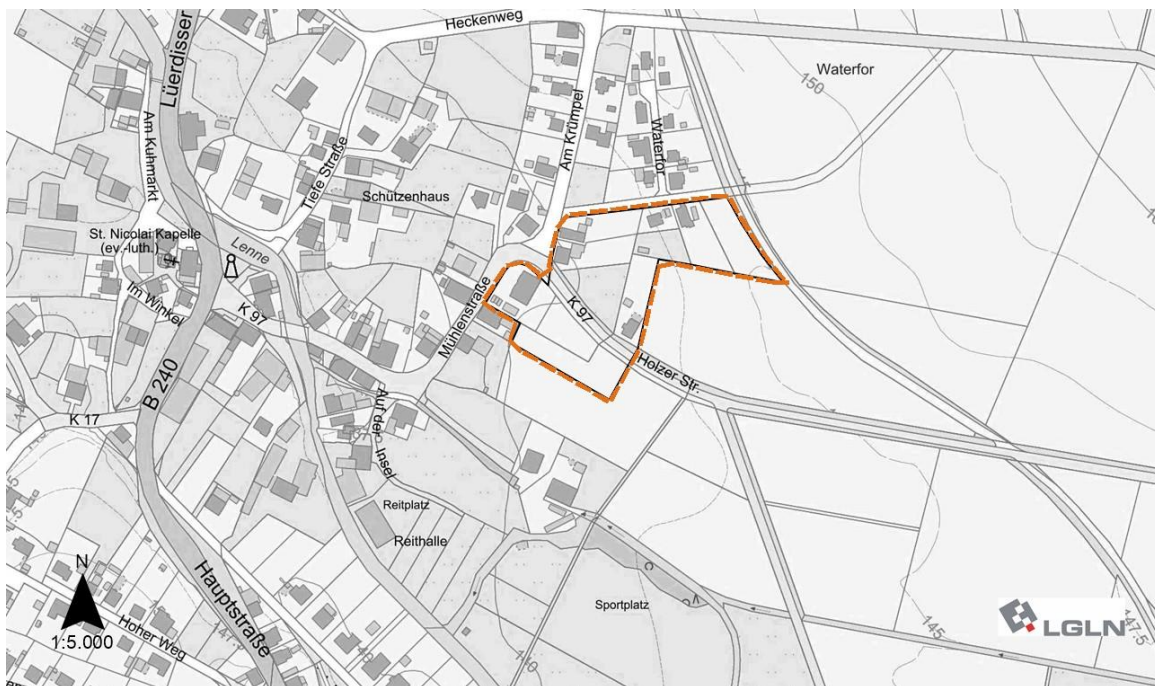 Heckenweg
Lüerdisser
Waterfor
150
Am Krümpel
Waterfor
Am Kuhmarkt
Tiefe Straße
Schützenhaus
St. Nicolai Kapelle
(ev.-luth.)
Lenne
Im Winkel
K 97
Mühlenstraße
K 97
Holzer Str.
B 240
K 17
Auf der Insel
Reitplatz
Reithalle
Hauptstraße
Sportplatz
N
1:5.000
Hoher Weg
140
145
147.5
LGLN